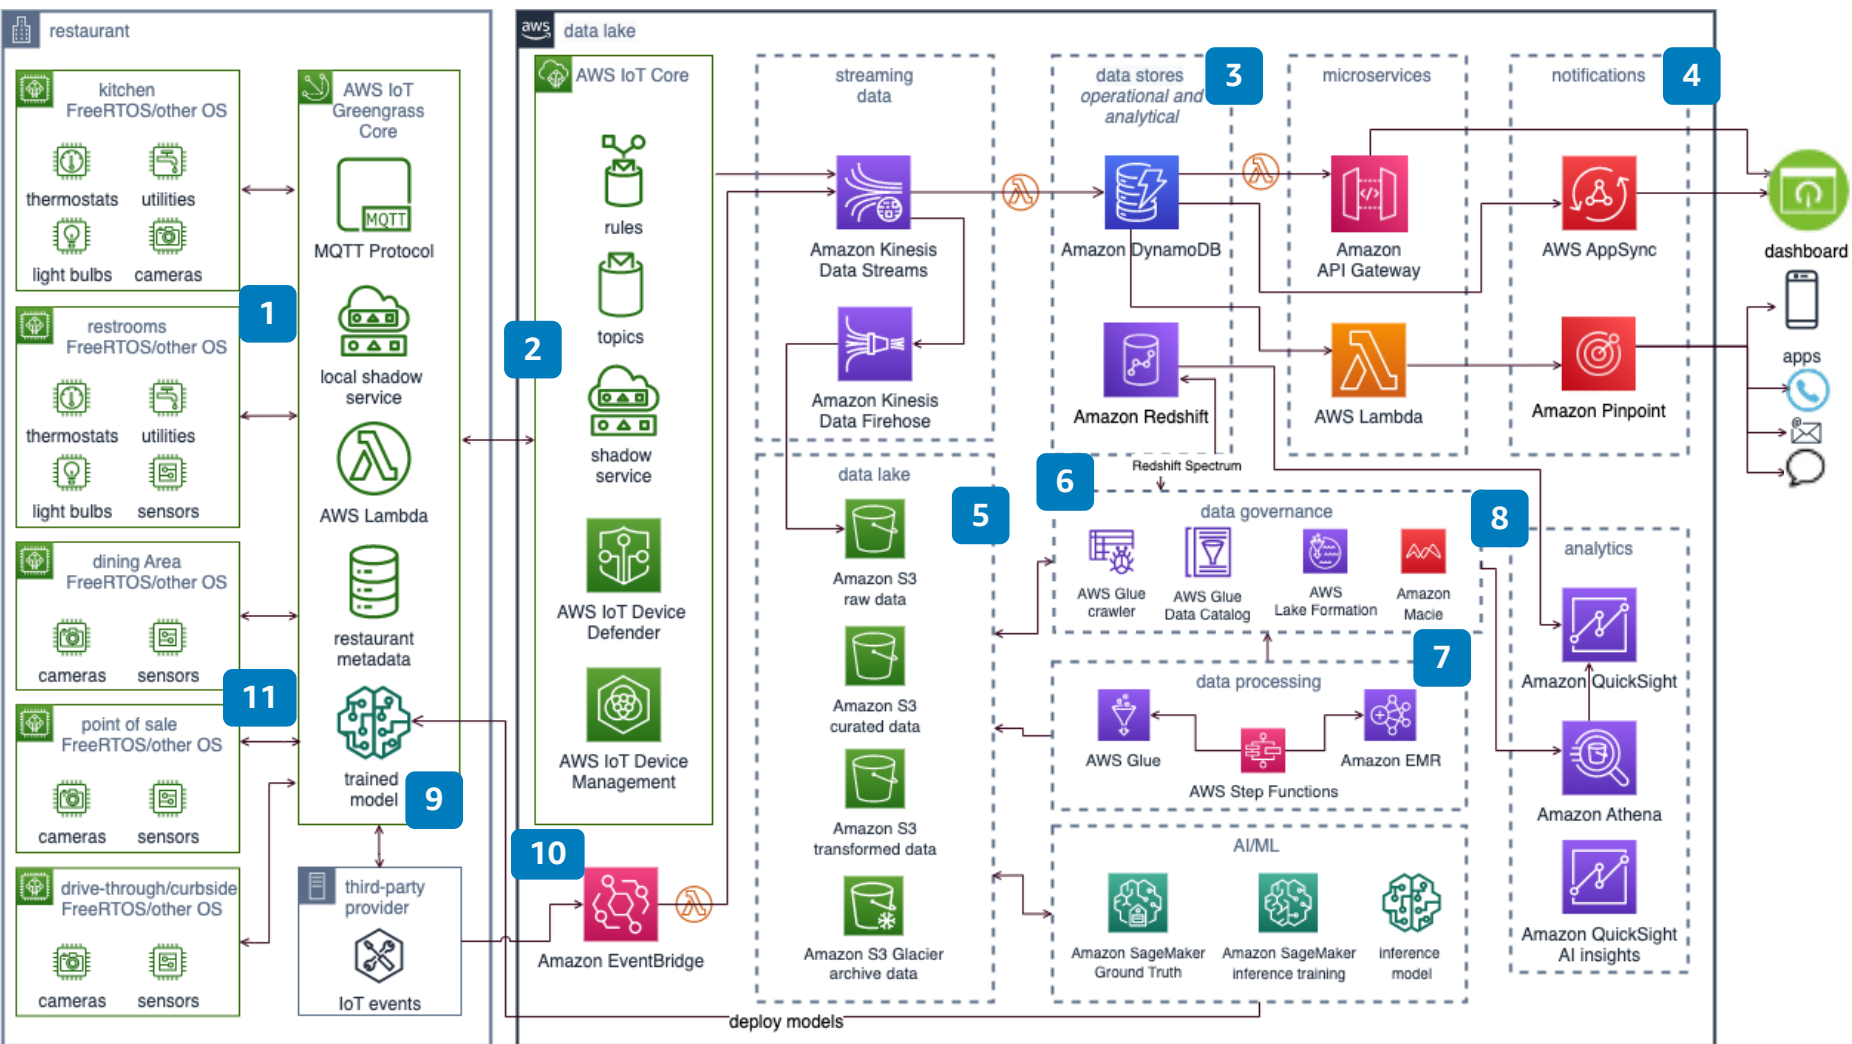 restaurant
kitchen
FreeRTOS/other OS
thermostats
utilities
light bulbs
cameras
1
restrooms
FreeRTOS/other OS
thermostats
utilities
light bulbs
sensors
dining Area
FreeRTOS/other OS
cameras
sensors
11
point of sale
FreeRTOS/other OS
cameras
sensors
drive-through/curbside
FreeRTOS/other OS
cameras
sensors
AWS IoT
Greengrass
Core
MQTT
MQTT Protocol
local shadow
service
AWS Lambda
restaurant
metadata
trained
model
9
third-party
provider
IoT events
aws
data lake
AWS IoT Core
rules
topics
2
shadow
service
AWS IoT Device
Defender
AWS IoT Device
Management
10
Amazon EventBridge
streaming
data
Amazon Kinesis
Data Streams
Amazon Kinesis
Data Firehose
data lake
5
Amazon S3
raw data
Amazon S3
curated data
Amazon S3
transformed data
Amazon S3 Glacier
archive data
deploy models
data stores
operational and
analytical
3
Amazon DynamoDB
Amazon Redshift
Redshift Spectrum
microservices
Amazon
API Gateway
AWS Lambda
notifications
4
AWS AppSync
Amazon Pinpoint
dashboard
apps
@
6
data governance
AWS Glue
crawler
AWS Glue
Data Catalog
AWS
Lake Formation
Amazon
Macie
7
data processing
AWS Glue
AWS Step Functions
Amazon EMR
AI/ML
Amazon SageMaker
Ground Truth
Amazon SageMaker
inference training
inference
model
8
analytics
Amazon QuickSight
Amazon Athena
Amazon QuickSight
AI insights